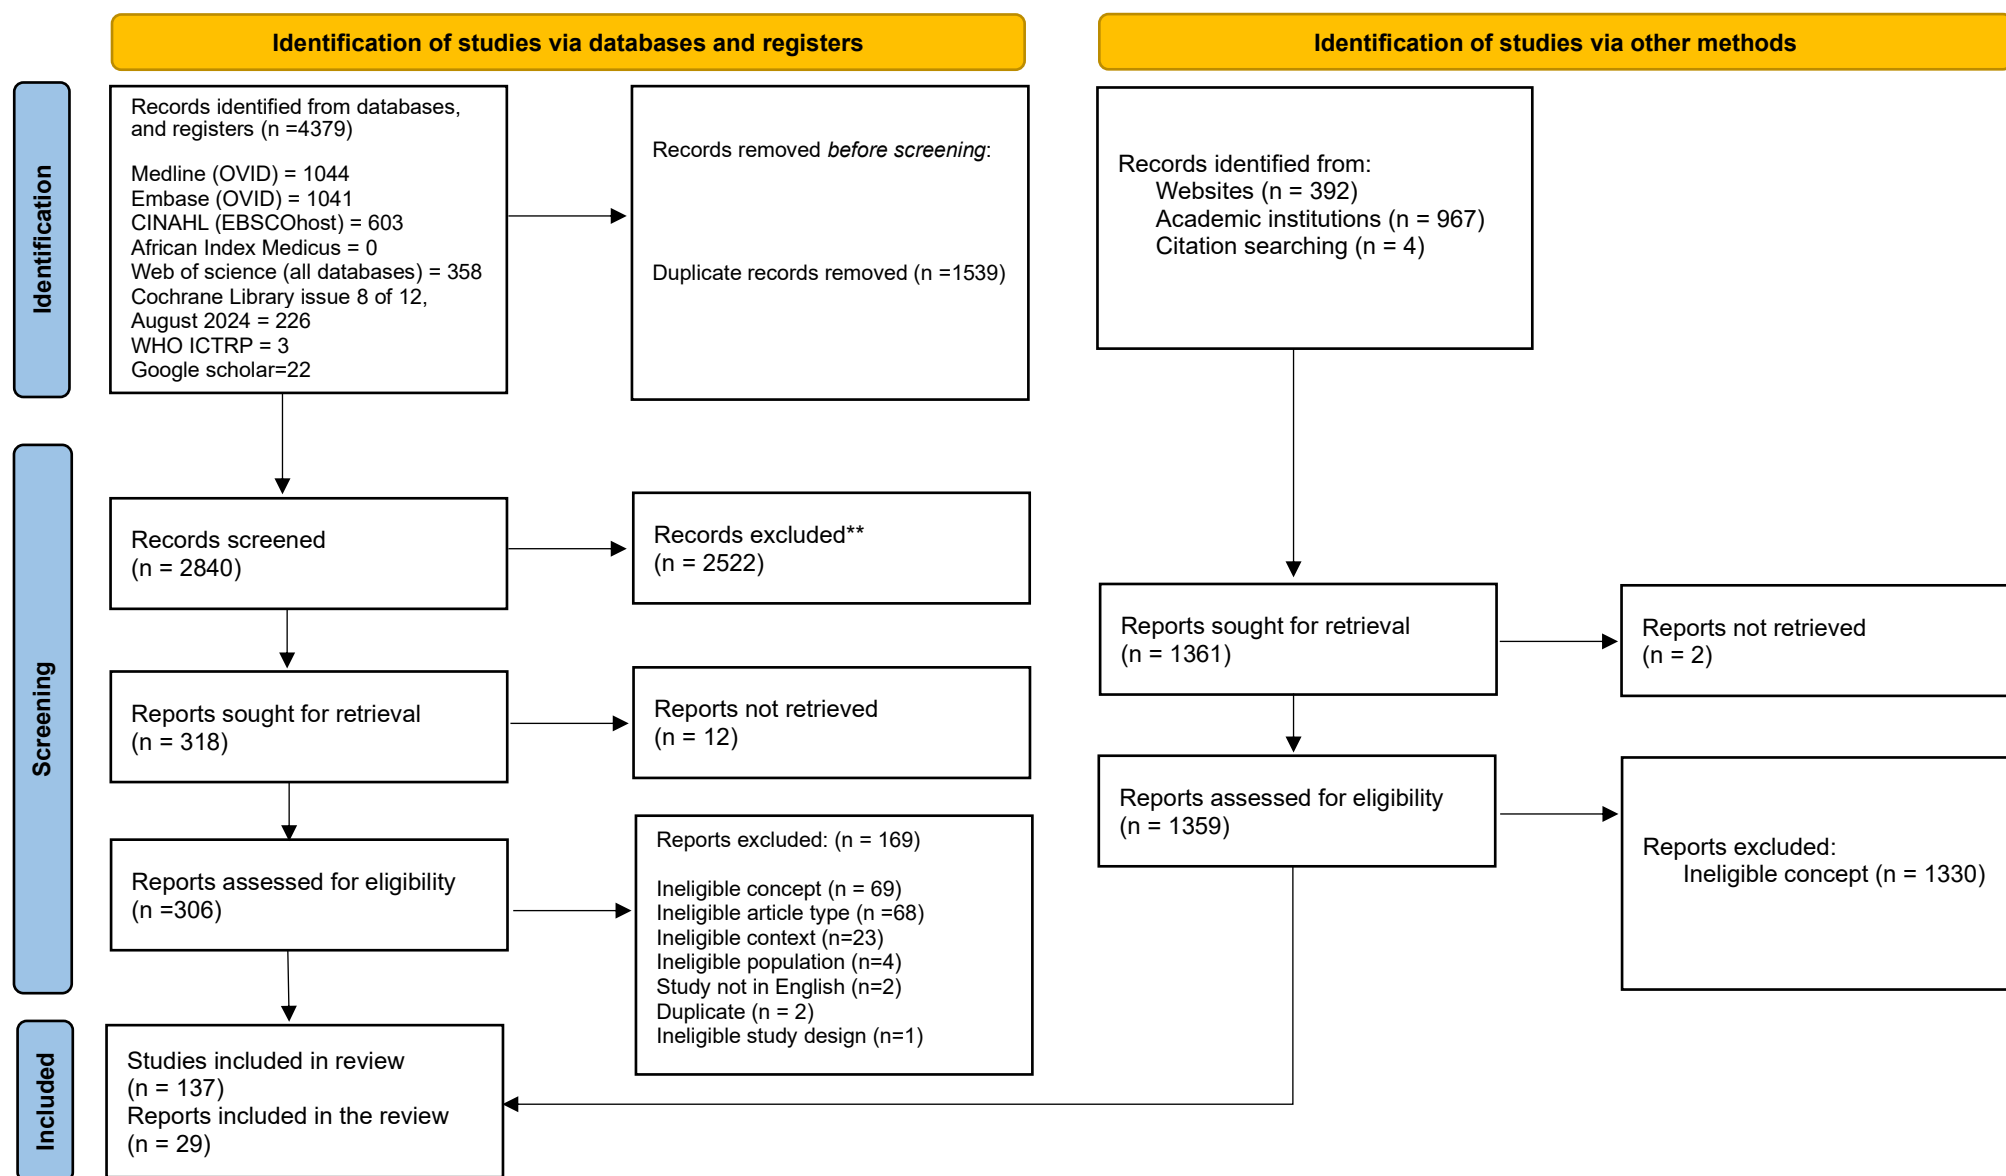 Identification of studies via databases and registers
Identification of studies via other methods
Identification
Records identified from databases,
and registers (n =4379)
Medline (OVID) = 1044
Embase (OVID) = 1041
CINAHL (EBSCOhost) = 603
African Index Medicus = 0
Web of science (all databases) = 358
Cochrane Library issue 8 of 12,
August 2024 = 226
WHO ICTRP = 3
Google scholar=22
Records removed before screening:
Duplicate records removed (n =1539)
Records identified from:
Websites (n = 392)
Academic institutions (n = 967)
Citation searching (n = 4)
Screening
Records screened
(n = 2840)
Records excluded**
(n = 2522)
Reports sought for retrieval
(n = 318)
Reports not retrieved
(n = 12)
Reports sought for retrieval
(n = 1361)
Reports not retrieved
(n = 2)
Reports assessed for eligibility
(n =306)
Reports excluded: (n = 169)
Ineligible concept (n = 69)
Ineligible article type (n =68)
Ineligible context (n=23)
Ineligible population (n=4)
Study not in English (n=2)
Duplicate (n = 2)
Ineligible study design (n=1)
Reports assessed for eligibility
(n = 1359)
Reports excluded:
Ineligible concept (n = 1330)
Included
Studies included in review
(n = 137)
Reports included in the review
(n = 29)